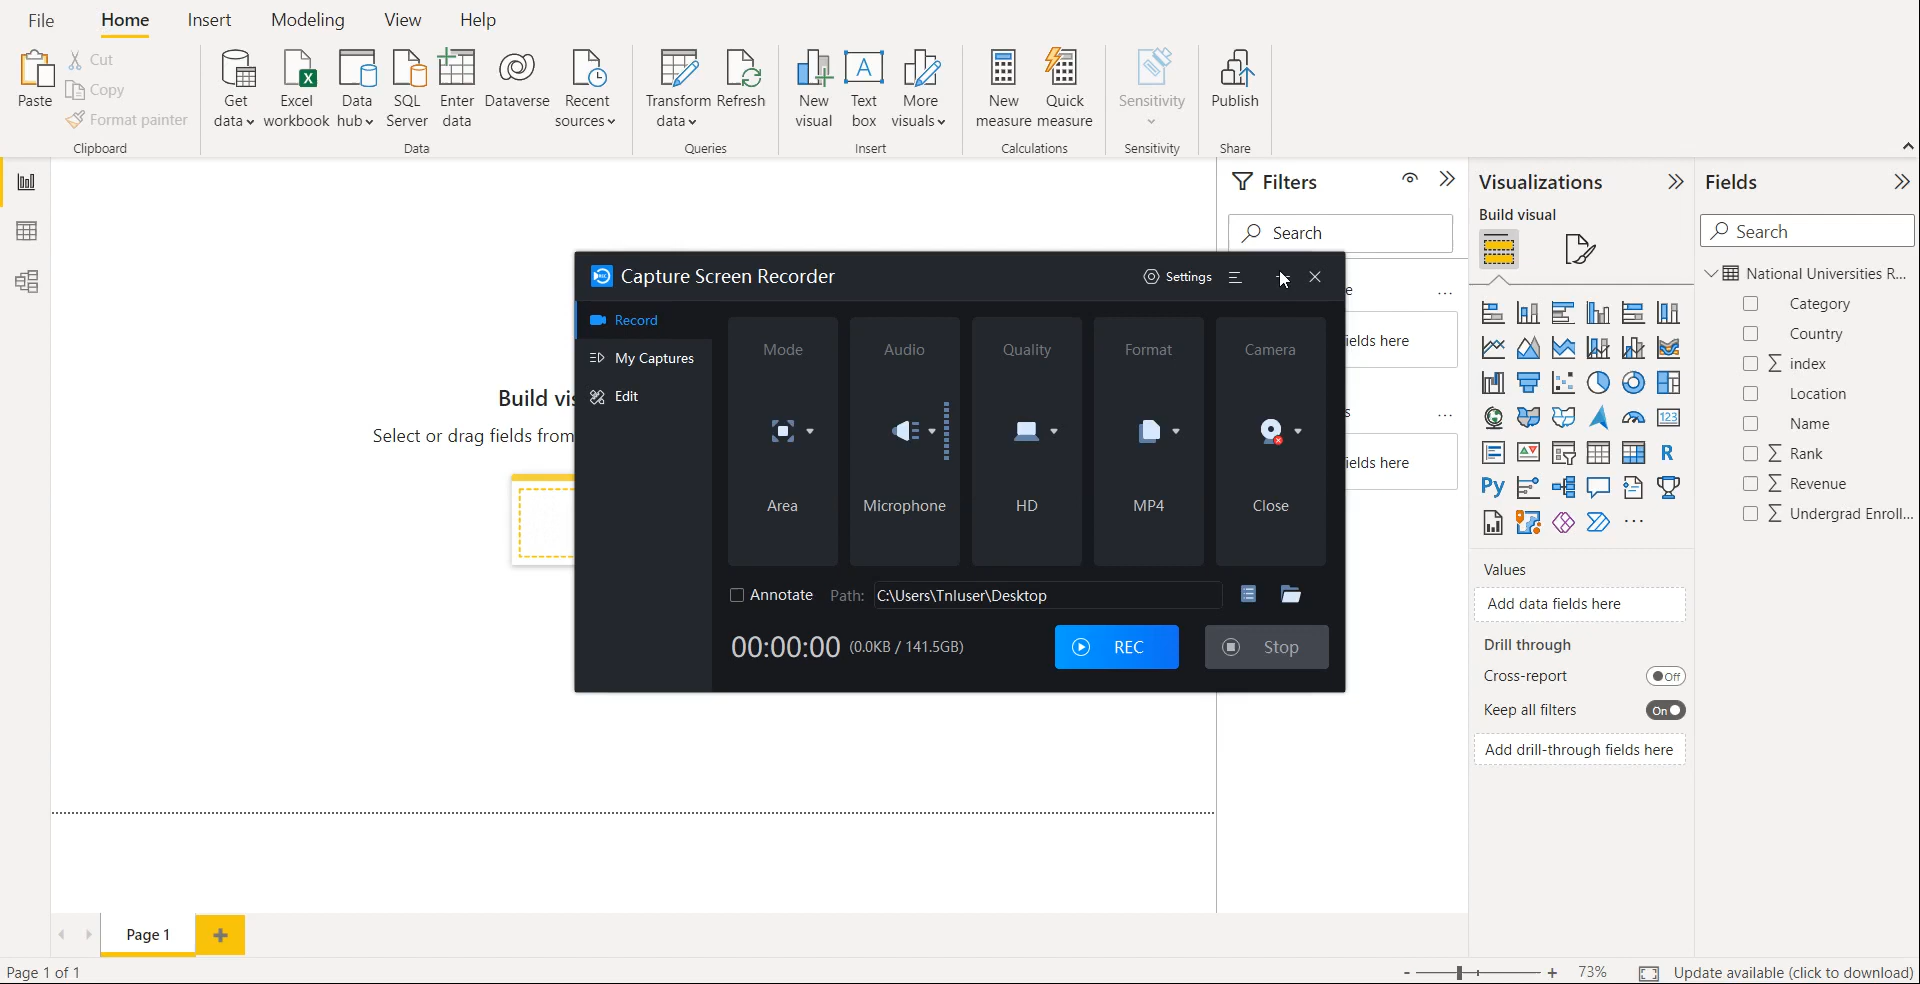 File Home Insert Modeling View Help
Paste
Cut
Copy
Format painter
Clipboard
Get data
Excel workbook
Data hub
SQL Server
Enter data
Dataverse
Recent sources
Data
Transform data
Refresh
Queries
New visual
Text box
More visuals
Insert
New measure
Quick measure
Calculations
Sensitivity
Sensitivity
Publish
Share
Build vis
Select or drag fields from
Filters
Search
e
ields here
s
ields here
Capture Screen Recorder
Settings
Record
My Captures
Edit
Mode
Area
Audio
Microphone
Quality
HD
Format
MP4
Camera
Close
Annotate Path: C:\Users\Tnluser\Desktop
00:00:00 (0.0KB / 141.5GB)
REC
Stop
Visualizations
Build visual
123
R
Py
Values
Add data fields here
Drill through
Cross-report Off
Keep all filters On
Add drill-through fields here
Fields
Search
National Universities R...
Category
Country
index
Location
Name
Rank
Revenue
Undergrad Enroll...
Page 1
Page 1 of 1
73%
Update available (click to download)